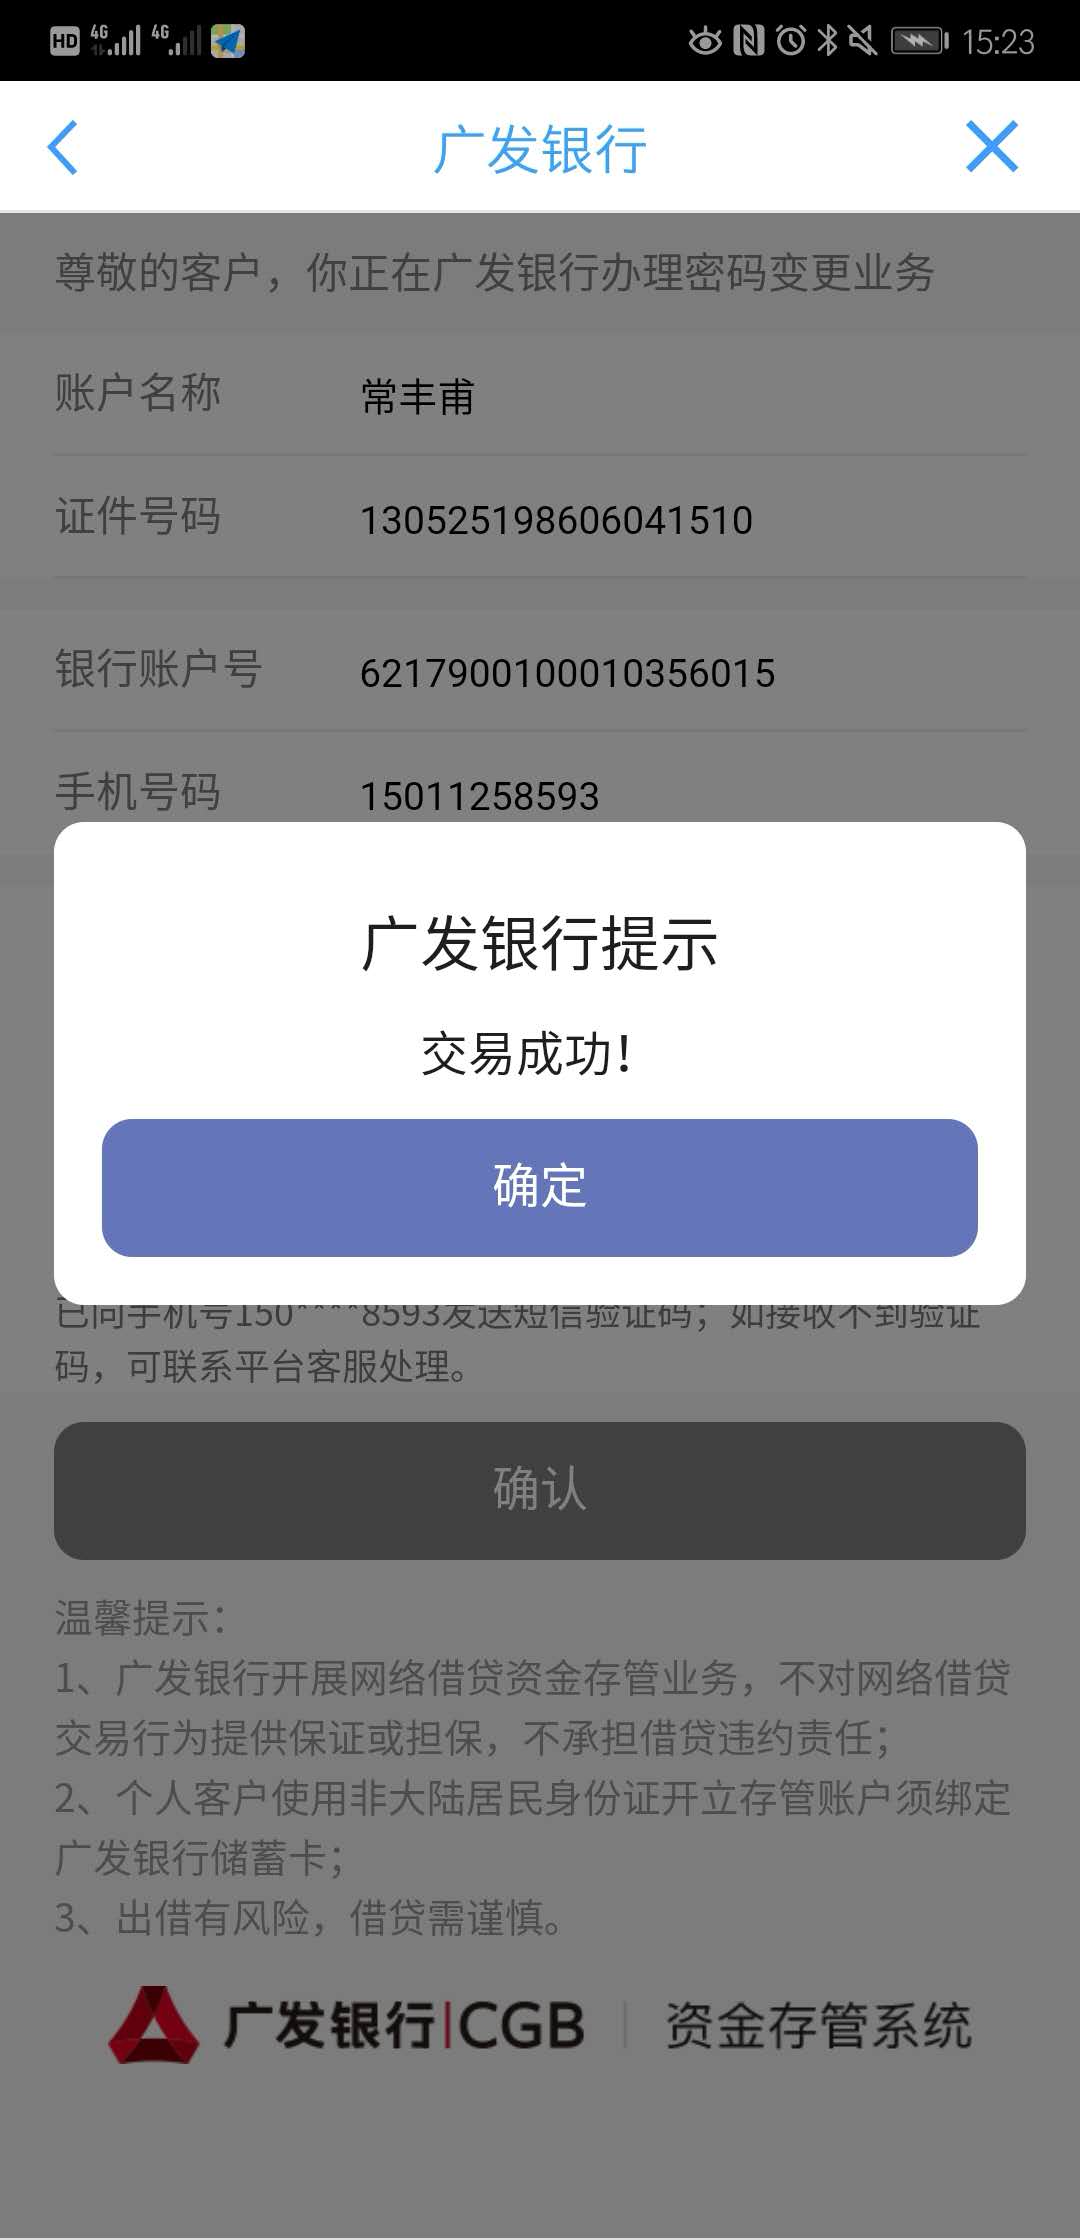 HD 4G 4G 15:23
广发银行
尊敬的客户，你正在广发银行办理密码变更业务
账户名称 常丰甫
证件号码 130525198606041510
银行账户号 6217900100010356015
手机号码 15011258593
广发银行提示
交易成功！
确定
已向手机号150****8593发送短信验证码；如接收不到验证
码，可联系平台客服处理。
确认
温馨提示：
1、广发银行开展网络借贷资金存管业务，不对网络借贷
交易行为提供保证或担保，不承担借贷违约责任；
2、个人客户使用非大陆居民身份证开立存管账户须绑定
广发银行储蓄卡；
3、出借有风险，借贷需谨慎。
广发银行|CGB | 资金存管系统